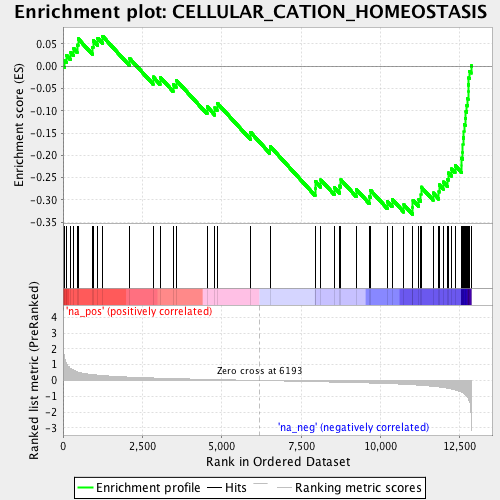 Enrichment plot: CELLULAR_CATION_HOMEOSTASIS
Enrichment score (ES)
0.05
0.00
-0.05
-0.10
-0.15
-0.20
-0.25
-0.30
-0.35
'na_pos' (positively correlated)
Ranked list metric (PreRanked)
4
3
2
1
0
-1
-2
-3
Zero cross at 6193
'na_neg' (negatively correlated)
0
2,500
5,000
7,500
10,000
12,500
Rank in Ordered Dataset
Enrichment profile
Hits
Ranking metric scores